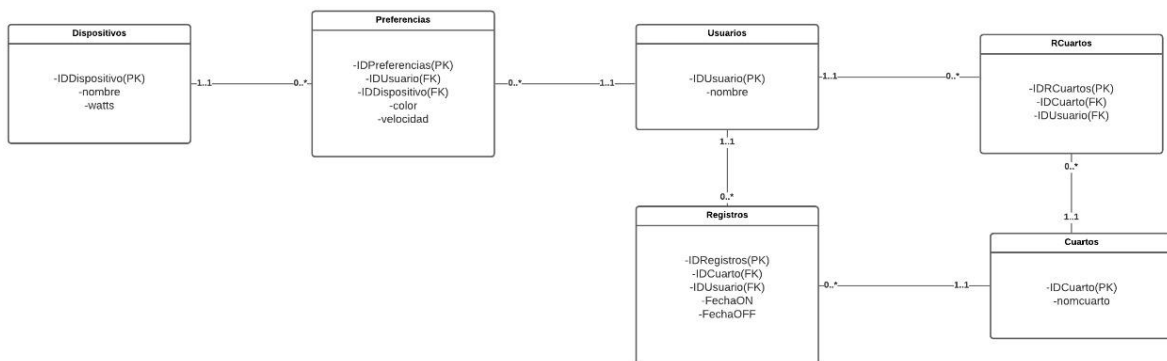 Dispositivos
-IDDispositivo(PK)
-nombre
-watts
1..1
0..*
Preferencias
-IDPreferencias(PK)
-IDUsuario(FK)
-IDDispositivo(FK)
-color
-velocidad
0..*
1..1
Usuarios
-IDUsuario(PK)
-nombre
1..1
0..*
RCuartos
-IDRCuartos(PK)
-IDCuarto(FK)
-IDUsuario(FK)
1..1
0..*
0..*
1..1
Registros
-IDRegistros(PK)
-IDCuarto(FK)
-IDUsuario(FK)
-FechaON
-FechaOFF
0..*
1..1
Cuartos
-IDCuarto(PK)
-nomcuarto